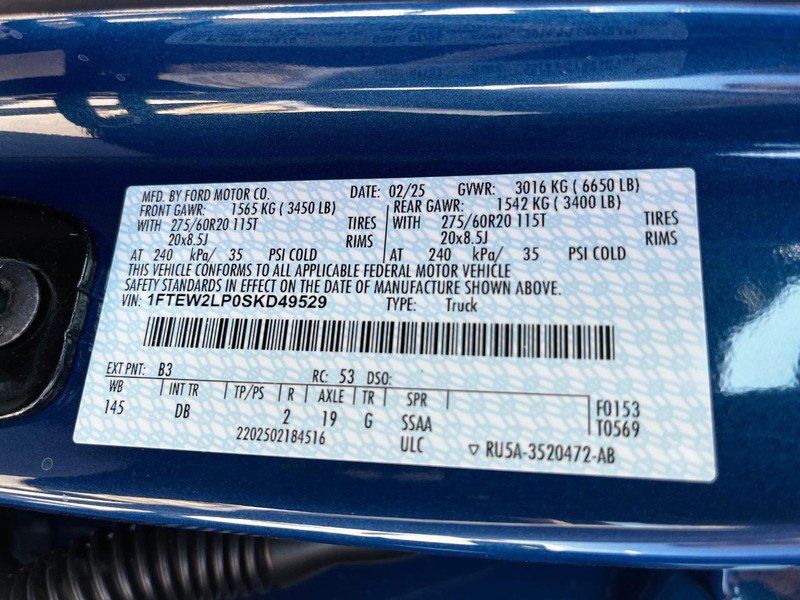 MFD. BY FORD MOTOR CO. DATE: 02/25 GVWR: 3016 KG ( 6650 LB)
FRONT GAWR: 1565 KG ( 3450 LB) REAR GAWR: 1542 KG ( 3400 LB)
WITH 275/60R20 115T TIRES WITH 275/60R20 115T TIRES
20x8.5J RIMS 20x8.5J RIMS
AT 240 kPa/ 35 PSI COLD AT 240 kPa/ 35 PSI COLD
THIS VEHICLE CONFORMS TO ALL APPLICABLE FEDERAL MOTOR VEHICLE
SAFETY STANDARDS IN EFFECT ON THE DATE OF MANUFACTURE SHOWN ABOVE.
VIN: 1FTEW2LP0SKD49529 TYPE: Truck
EXT PNT: B3 RC: 53 DSO:
WB INT TR TP/PS R AXLE TR SPR
145 DB 2 19 G SSAA F0153
2202502184516 ULC T0569
▽ RU5A-3520472-AB